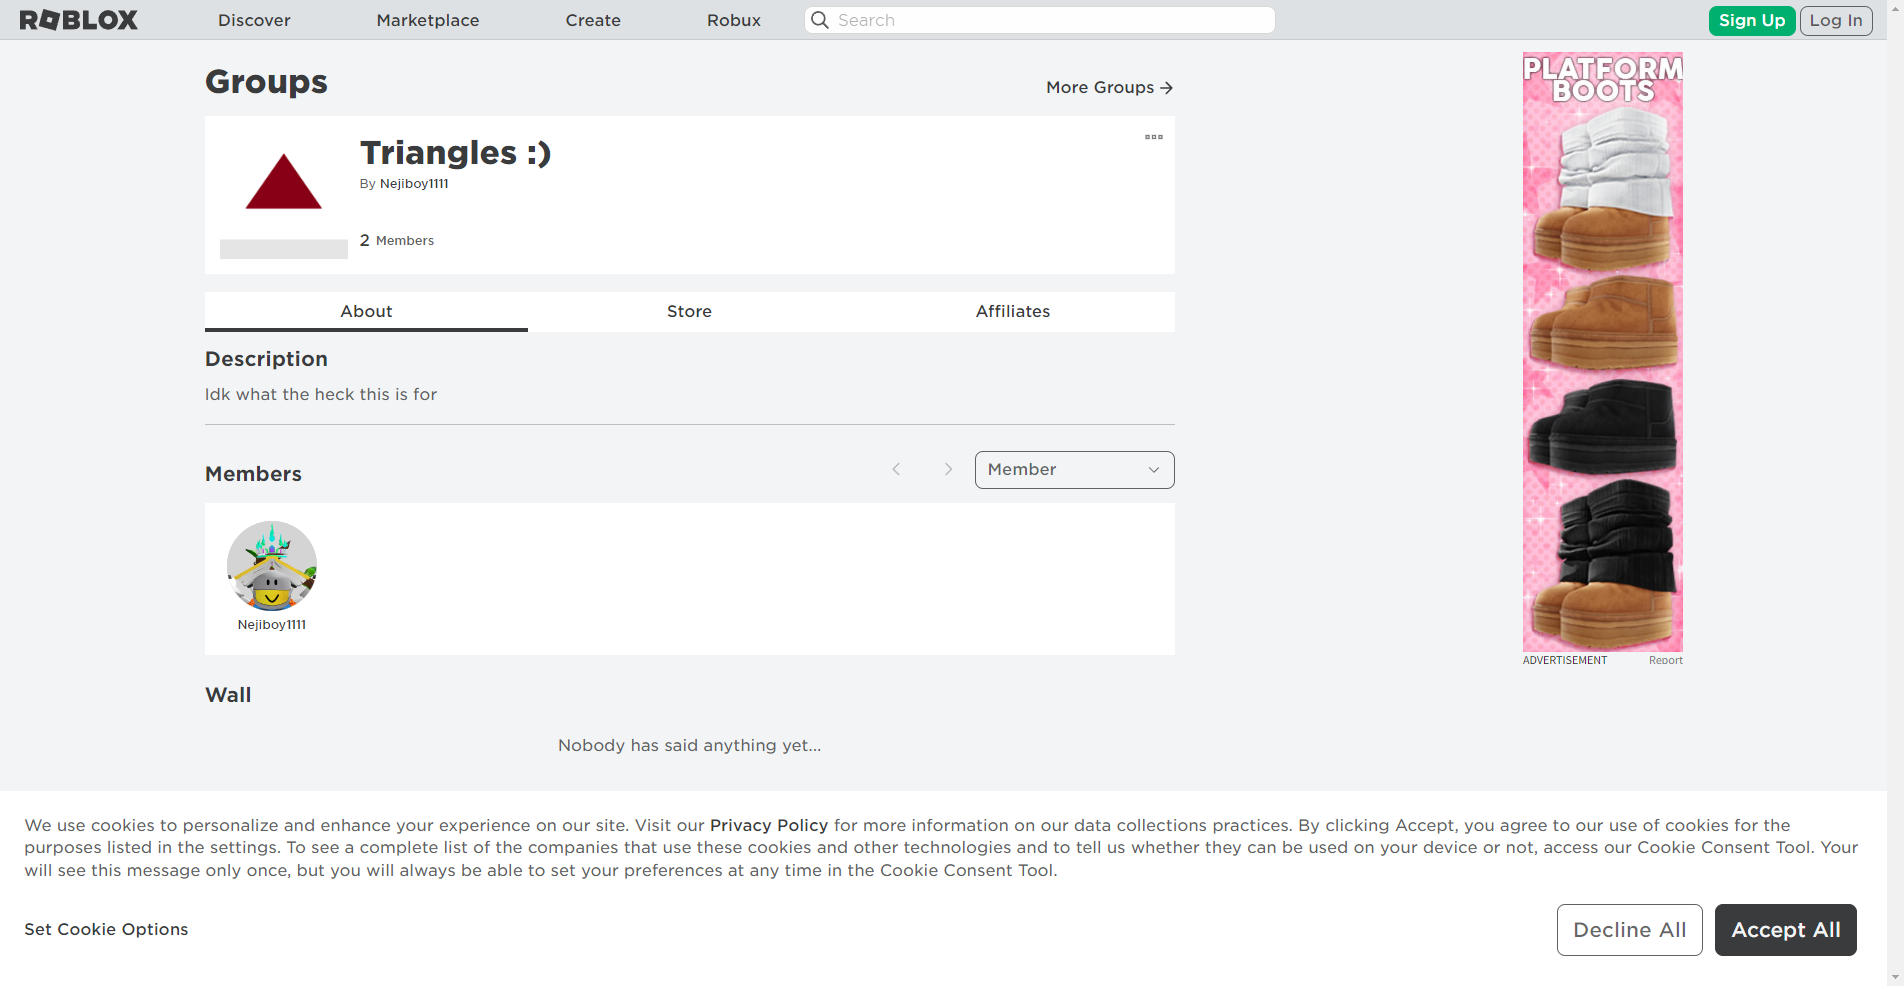 ROBLOX
Discover
Marketplace
Create
Robux
Search
Sign Up
Log In
Groups
More Groups
Triangles :)
By Nejiboy1111
2 Members
About
Store
Affiliates
Description
Idk what the heck this is for
Members
Member
Nejiboy1111
Wall
Nobody has said anything yet...
PLATFORM
BOOTS
ADVERTISEMENT
Report
We use cookies to personalize and enhance your experience on our site. Visit our Privacy Policy for more information on our data collections practices. By clicking Accept, you agree to our use of cookies for the
purposes listed in the settings. To see a complete list of the companies that use these cookies and other technologies and to tell us whether they can be used on your device or not, access our Cookie Consent Tool. Your
will see this message only once, but you will always be able to set your preferences at any time in the Cookie Consent Tool.
Set Cookie Options
Decline All
Accept All